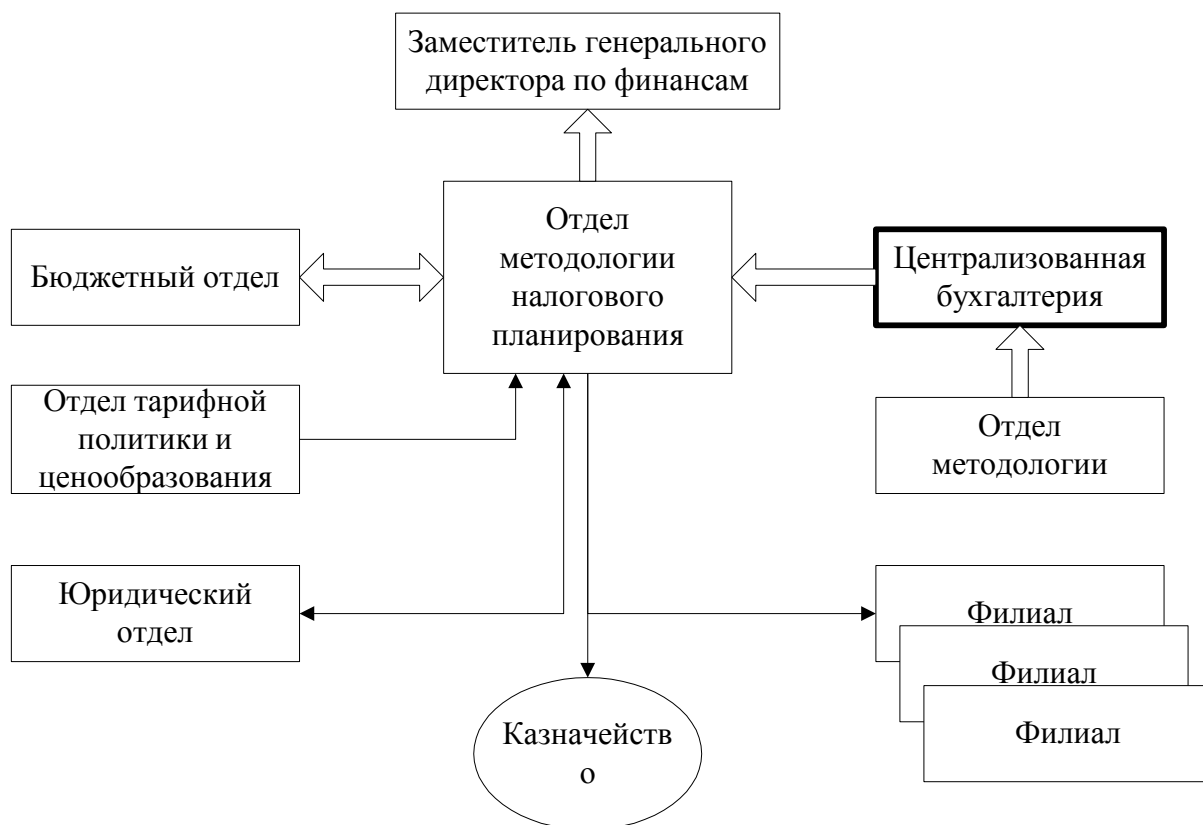 Заместитель генерального
директора по финансам
Отдел
методологии
налогового
планирования
Бюджетный отдел
Централизованная
бухгалтерия
Отдел тарифной
политики и
ценообразования
Отдел
методологии
Юридический
отдел
Филиал
Филиал
Филиал
Казначейств
о